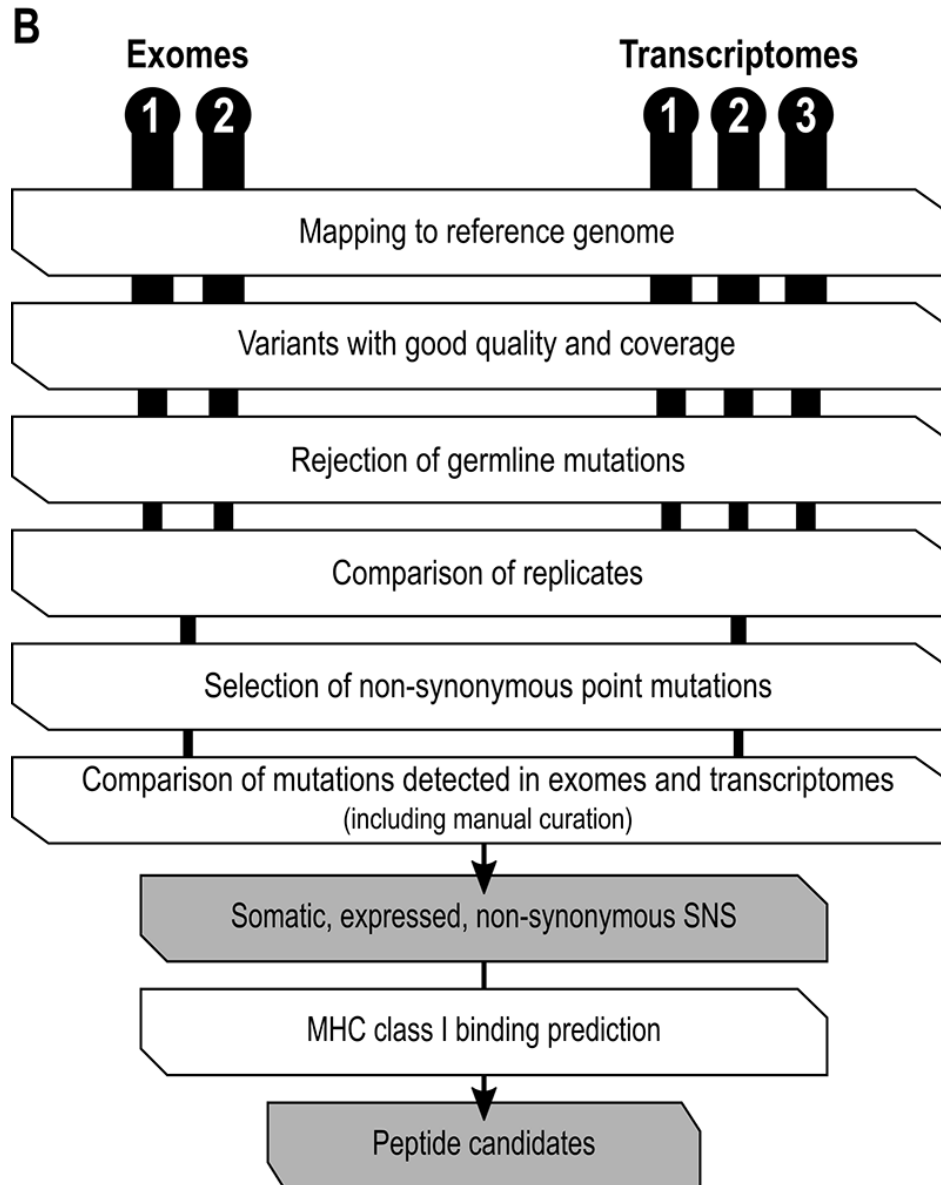 B
Exomes Transcriptomes
1 2 1 2 3
Mapping to reference genome
Variants with good quality and coverage
Rejection of germline mutations
Comparison of replicates
Selection of non-synonymous point mutations
Comparison of mutations detected in exomes and transcriptomes
(including manual curation)
Somatic, expressed, non-synonymous SNS
MHC class I binding prediction
Peptide candidates